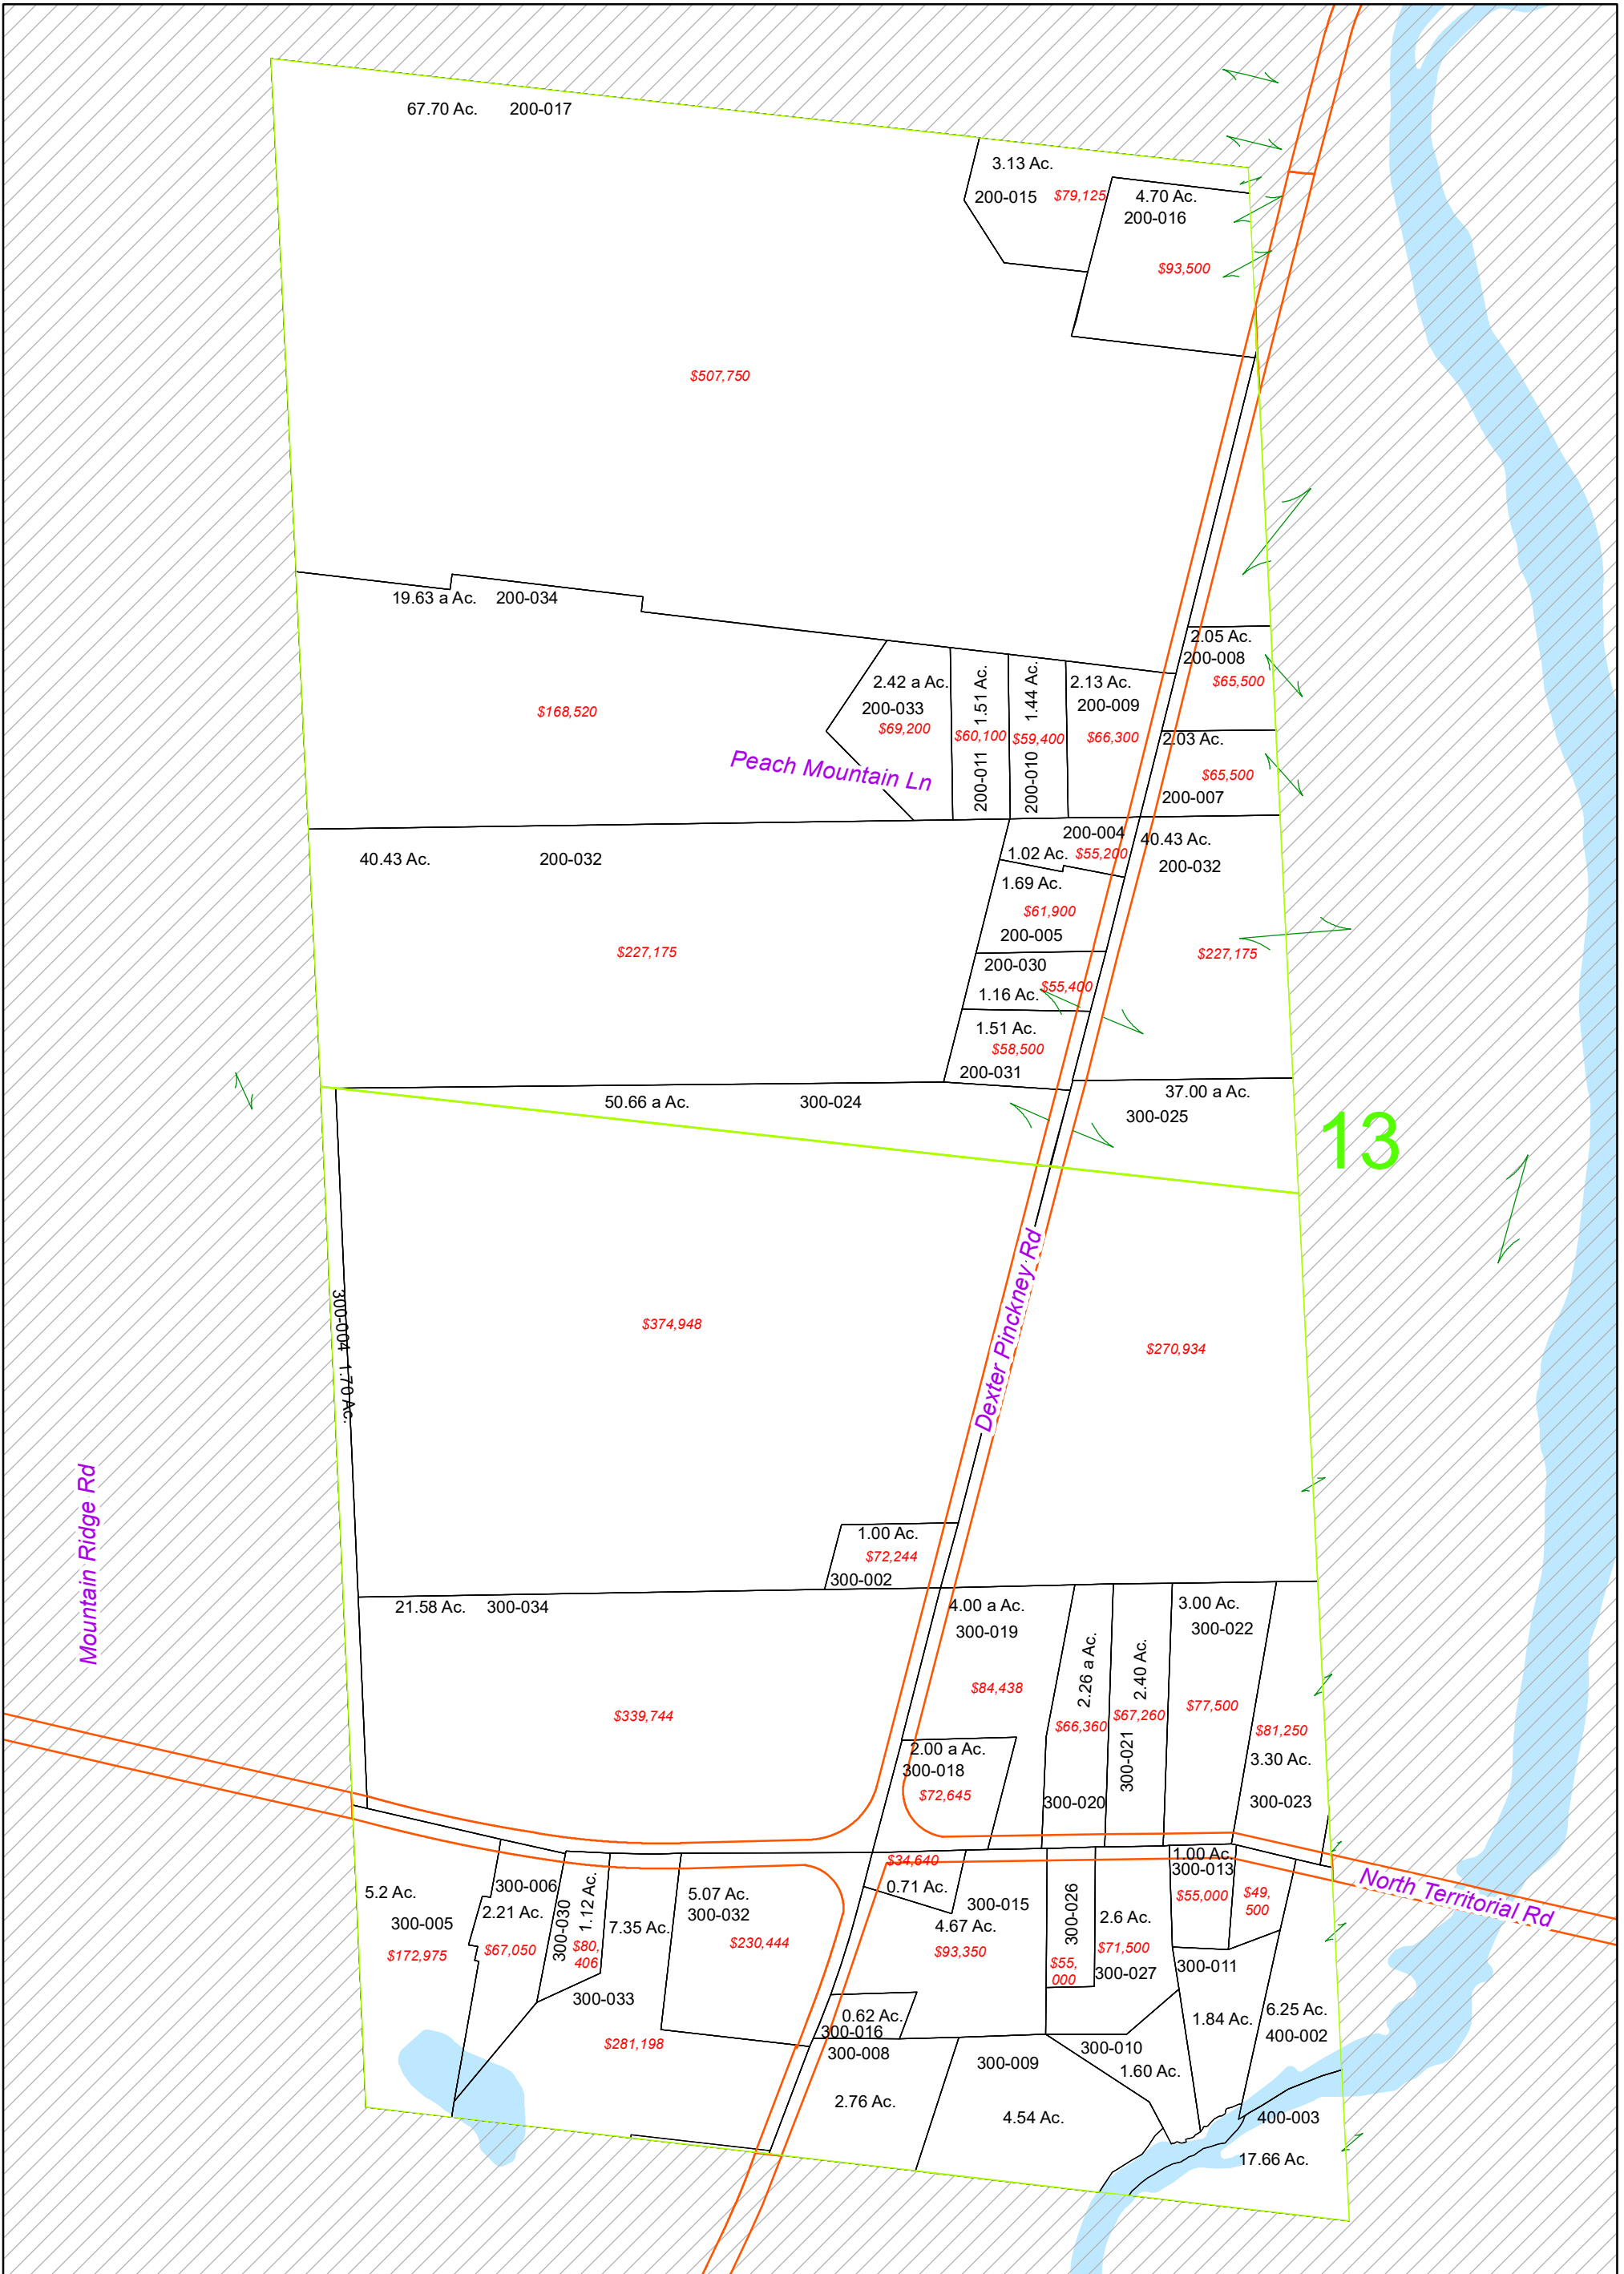 67.70 Ac. 200-017
3.13 Ac.
200-015 $79,125
4.70 Ac.
200-016
$93,500
$507,750
19.63 a Ac. 200-034
$168,520
2.42 a Ac.
200-033
$69,200
Peach Mountain Ln
200-011 1.51 Ac.
$60,100
200-010 1.44 Ac.
$59,400
2.13 Ac.
200-009
$66,300
2.05 Ac.
200-008
$65,500
2.03 Ac.
$65,500
200-007
40.43 Ac. 200-032
$227,175
200-004
1.02 Ac. $55,200
1.69 Ac.
$61,900
200-005
200-030
$55,400
1.16 Ac.
1.51 Ac.
$58,500
200-031
40.43 Ac.
200-032
$227,175
50.66 a Ac. 300-024
37.00 a Ac.
300-025
13
300-004 1.70 Ac.
$374,948
Dexter Pinckney Rd
$270,934
Mountain Ridge Rd
1.00 Ac.
$72,244
300-002
21.58 Ac. 300-034
$339,744
4.00 a Ac.
300-019
$84,438
2.00 a Ac.
300-018
$72,645
2.26 a Ac.
$66,360
300-020
300-021 2.40 Ac.
$67,260
3.00 Ac.
300-022
$77,500
$81,250
3.30 Ac.
300-023
North Territorial Rd
5.2 Ac.
300-005
$172,975
300-006
2.21 Ac.
$67,050
300-030 1.12 Ac.
$80,
406
7.35 Ac.
300-033
$281,198
5.07 Ac.
300-032
$230,444
$34,640
0.71 Ac.
300-015
4.67 Ac.
$93,350
0.62 Ac.
300-016
300-008
2.76 Ac.
300-009
4.54 Ac.
300-026
$55,
000
2.6 Ac.
$71,500
300-027
1.00 Ac.
300-013
$55,000
$49,
500
300-011
1.84 Ac.
300-010
1.60 Ac.
6.25 Ac.
400-002
400-003
17.66 Ac.